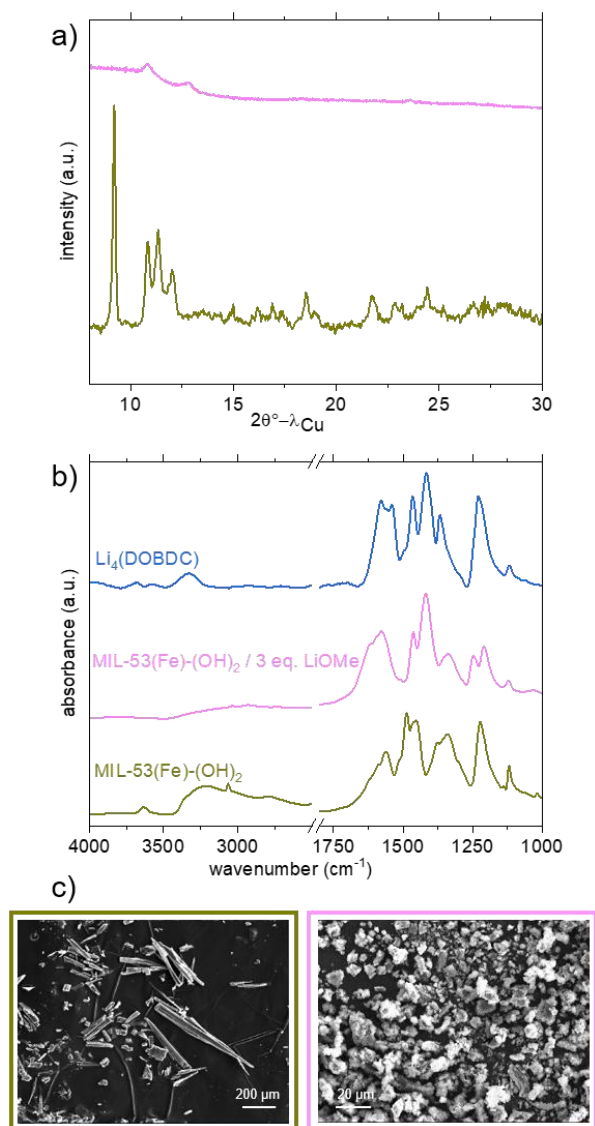 a)
intensity (a.u.)
10 15 20 25 30
2θ°−λCu
b)
absorbance (a.u.)
Li4(DOBDC)
MIL-53(Fe)-(OH)2 / 3 eq. LiOMe
MIL-53(Fe)-(OH)2
4000 3500 3000 1750 1500 1250 1000
wavenumber (cm-1)
c)
200 µm
20 µm